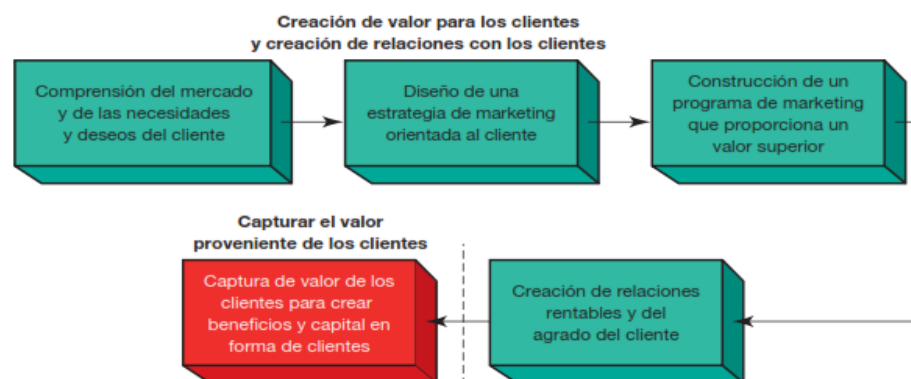 Creación de valor para los clientes
y creación de relaciones con los clientes
Comprensión del mercado
y de las necesidades
y deseos del cliente
Diseño de una
estrategia de marketing
orientada al cliente
Construcción de un
programa de marketing
que proporciona un
valor superior
Capturar el valor
proveniente de los clientes
Captura de valor de los
clientes para crear
beneficios y capital en
forma de clientes
Creación de relaciones
rentables y del
agrado del cliente